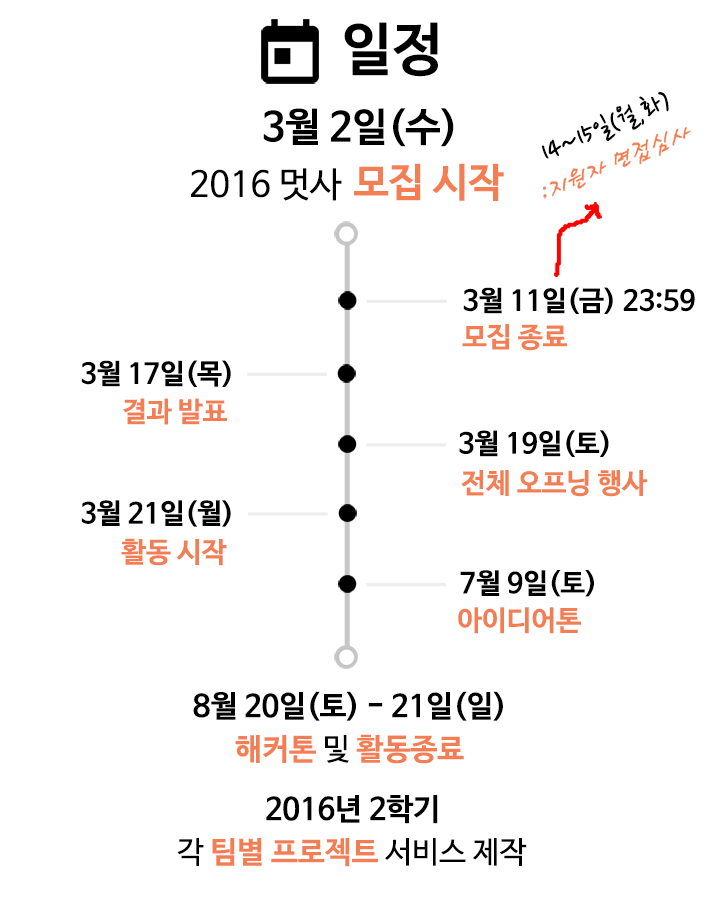 일정
3월 2일(수)
2016 멋사 모집 시작
14~15일(월,화)
:지원자 면접심사
3월 11일(금) 23:59
모집 종료
3월 17일(목)
결과 발표
3월 19일(토)
전체 오프닝 행사
3월 21일(월)
활동 시작
7월 9일(토)
아이디어톤
8월 20일(토) - 21일(일)
해커톤 및 활동종료
2016년 2학기
각 팀별 프로젝트 서비스 제작